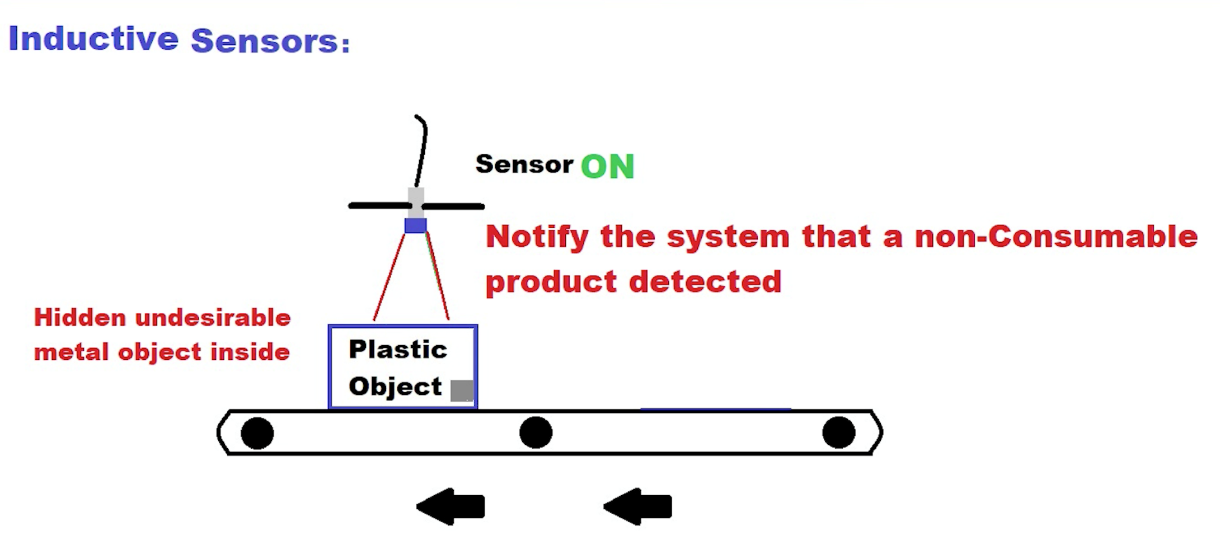 Inductive Sensors:
Sensor ON
Notify the system that a non-Consumable
product detected
Hidden undesirable
metal object inside
Plastic
Object